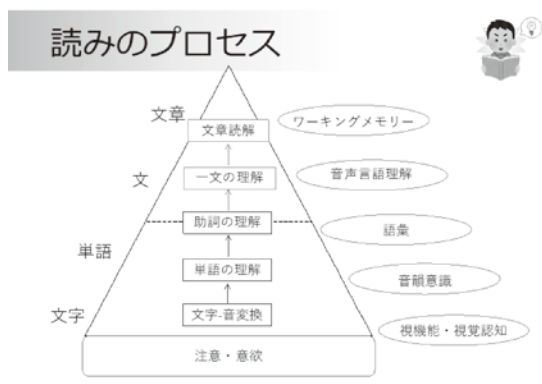 読みのプロセス
文章
文章読解
ワーキングメモリー
文
一文の理解
音声言語理解
助詞の理解
語彙
単語
単語の理解
音韻意識
文字
文字-音変換
視機能・視覚認知
注意・意欲